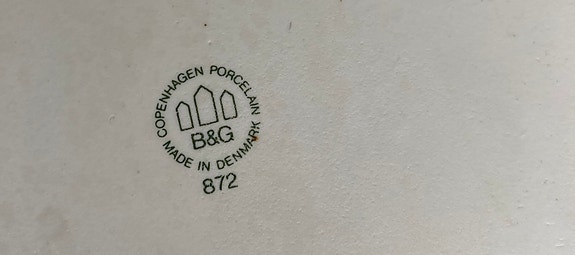 COPENHAGEN PORCELAIN
B&G
MADE IN DENMARK
872